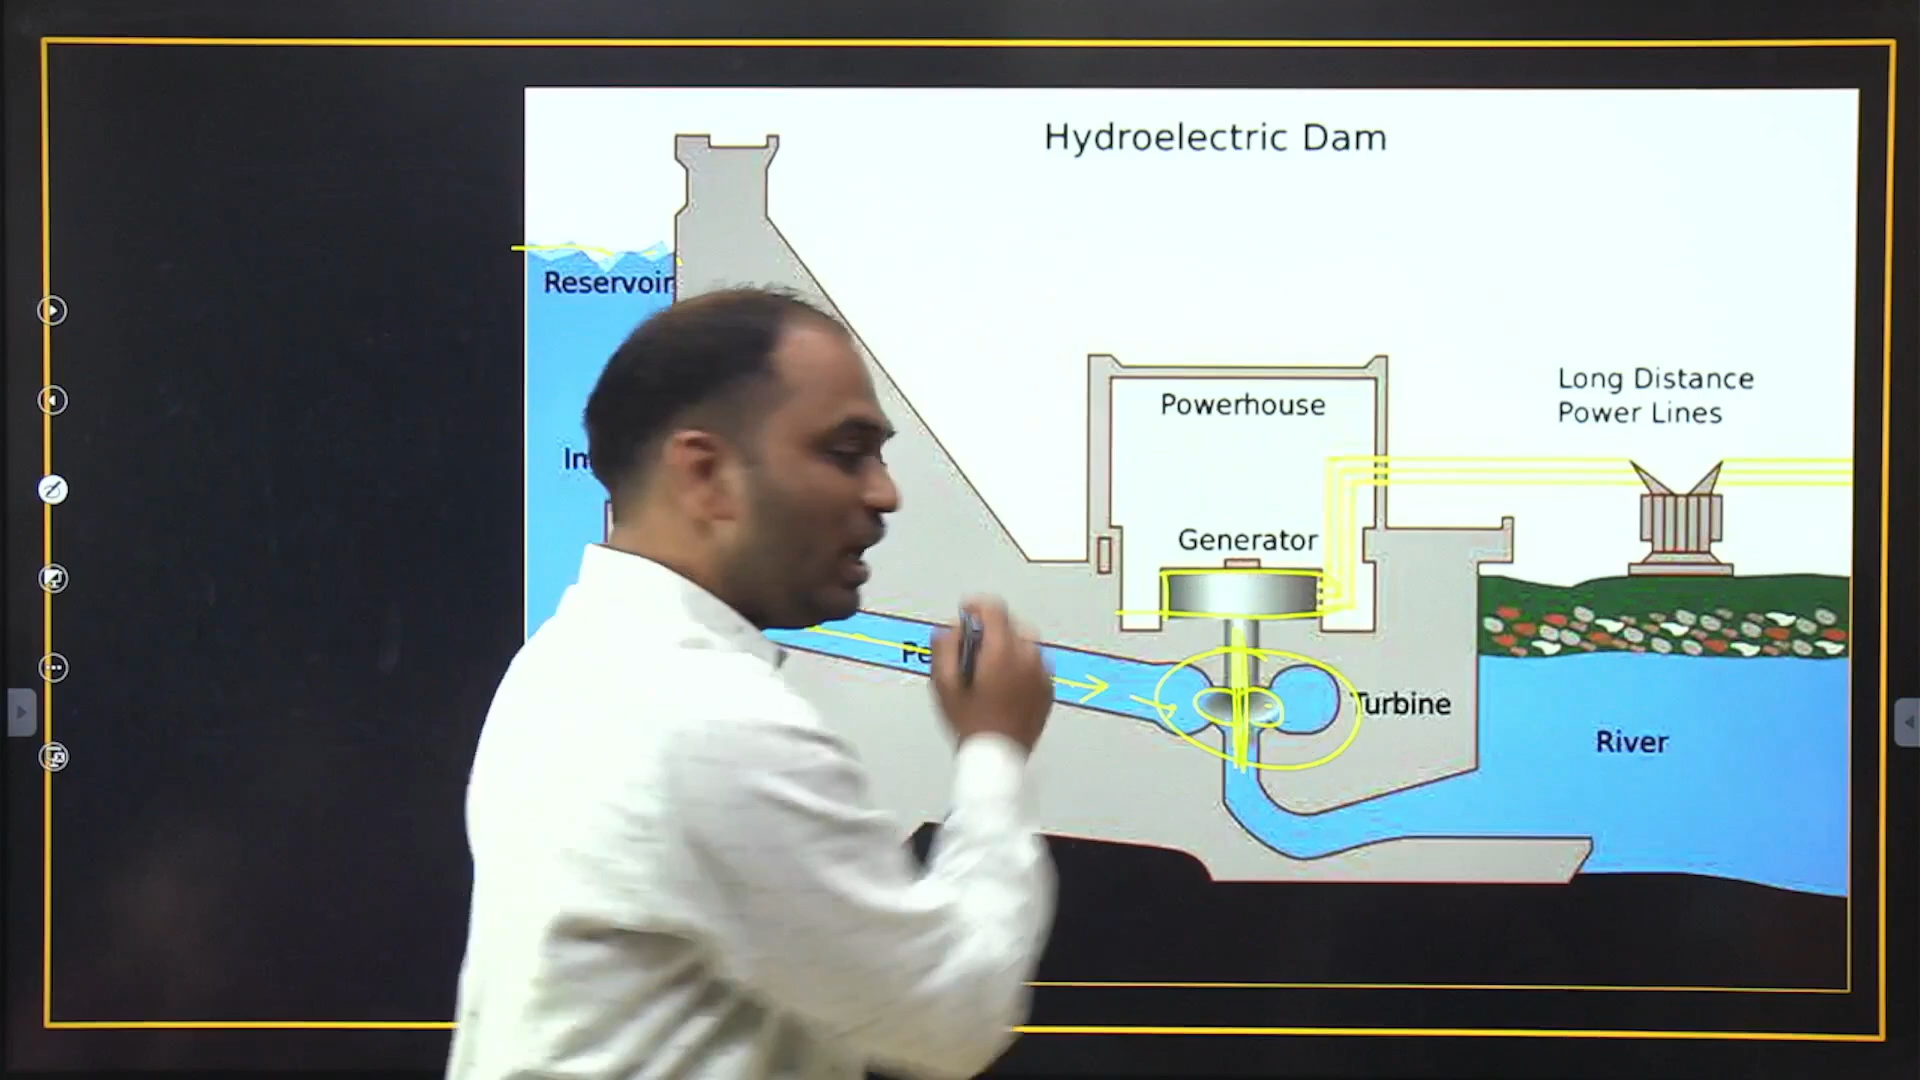 Hydroelectric Dam
Reservoir
Long Distance
Power Lines
Powerhouse
Generator
Turbine
River